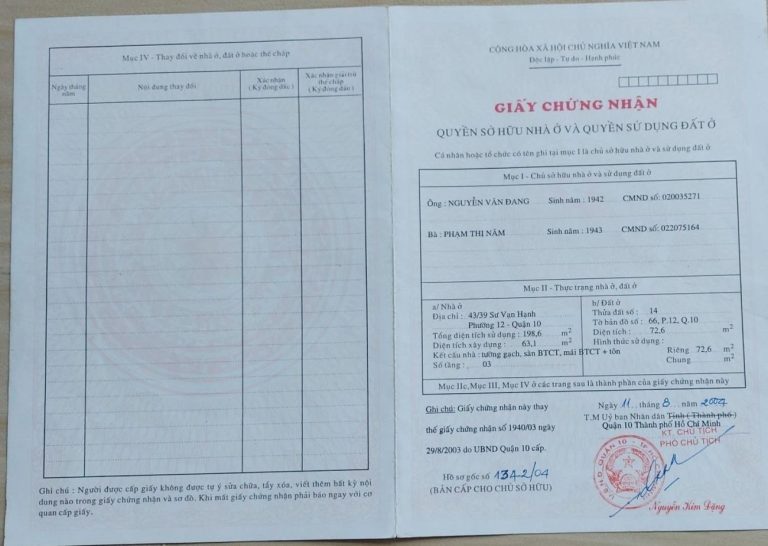 Mục IV - Thay đổi về nhà ở, đất ở hoặc thế chấp
Ngày tháng năm
Nội dung thay đổi
Xác nhận (Ký đóng dấu)
Xác nhận giải trừ thế chấp (Ký đóng dấu)
Ghi chú : Người được cấp giấy không được tự ý sửa chữa, tẩy xóa, viết thêm bất kỳ nội
dung nào trong giấy chứng nhận và sơ đồ. Khi mất giấy chứng nhận phải báo ngay với cơ
quan cấp giấy.
CỘNG HÒA XÃ HỘI CHỦ NGHĨA VIỆT NAM
Độc lập - Tự do - Hạnh phúc
GIẤY CHỨNG NHẬN
QUYỀN SỞ HỮU NHÀ Ở VÀ QUYỀN SỬ DỤNG ĐẤT Ở
Cá nhân hoặc tổ chức có tên ghi tại mục I là chủ sở hữu nhà ở và sử dụng đất ở
Mục I - Chủ sở hữu nhà ở và sử dụng đất ở
Ông : NGUYỄN VĂN ĐANG Sinh năm : 1942 CMND số: 020035271
Bà : PHẠM THỊ NĂM Sinh năm : 1943 CMND số: 022075164
Mục II - Thực trạng nhà ở, đất ở
a/ Nhà ở
Địa chỉ : 43/39 Sư Vạn Hạnh
Phường 12 - Quận 10
Tổng diện tích sử dụng : 198,6 m2
Diện tích xây dựng : 63,1 m2
Kết cấu nhà : tường gạch, sàn BTCT, mái BTCT + tôn
Số tầng : 03
b/ Đất ở
Thửa đất số : 14
Tờ bản đồ số : 66, P.12, Q.10
Diện tích : 72,6 m2
Hình thức sử dụng :
Riêng 72,6 m2
Chung m2
Mục IIc, Mục III, Mục IV ở các trang sau là thành phần của giấy chứng nhận này
Ghi chú: Giấy chứng nhận này thay
thế giấy chứng nhận số 1940/03 ngày
29/8/2003 do UBND Quận 10 cấp.
Hồ sơ gốc số 1342/04
(BẢN CẤP CHO CHỦ SỞ HỮU)
Ngày 11 tháng 8 năm 2004
T.M Uỷ ban Nhân dân Tỉnh ( Thành phố )
Quận 10 Thành phố Hồ Chí Minh
KT. CHỦ TỊCH
PHÓ CHỦ TỊCH
Nguyễn Kim Đặng